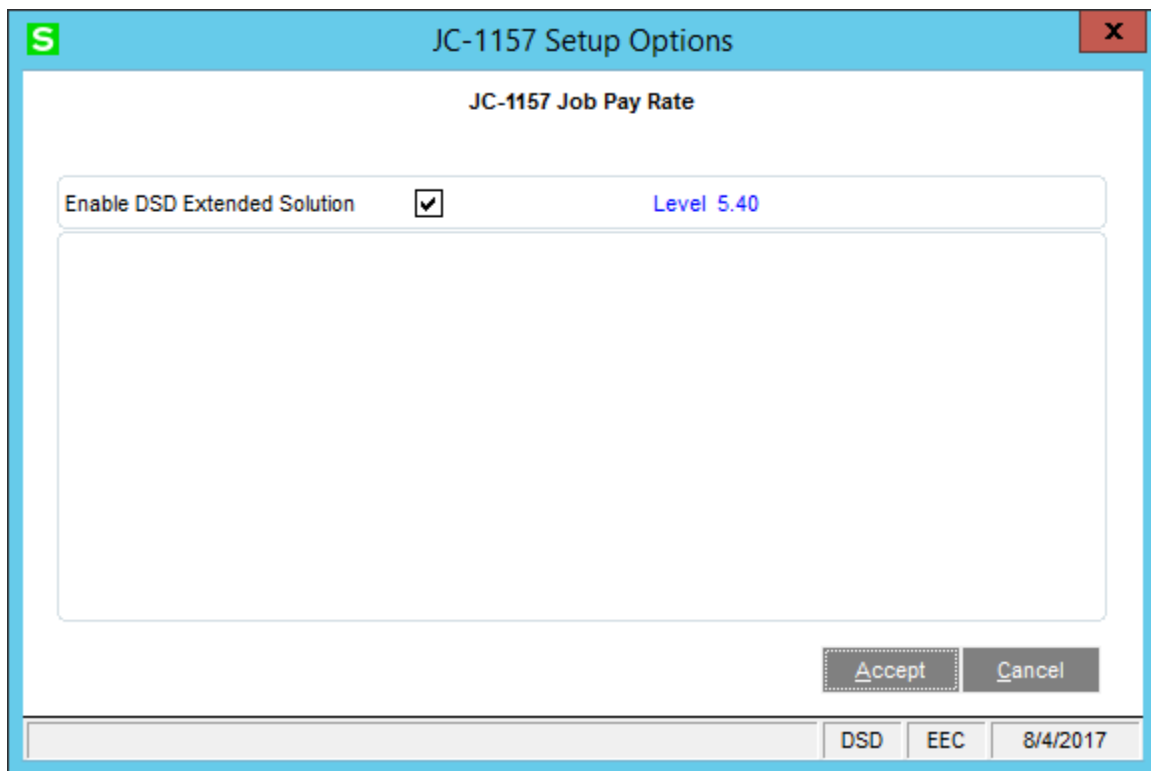 S JC-1157 Setup Options x
JC-1157 Job Pay Rate
Enable DSD Extended Solution Level 5.40
Accept Cancel
DSD EEC 8/4/2017